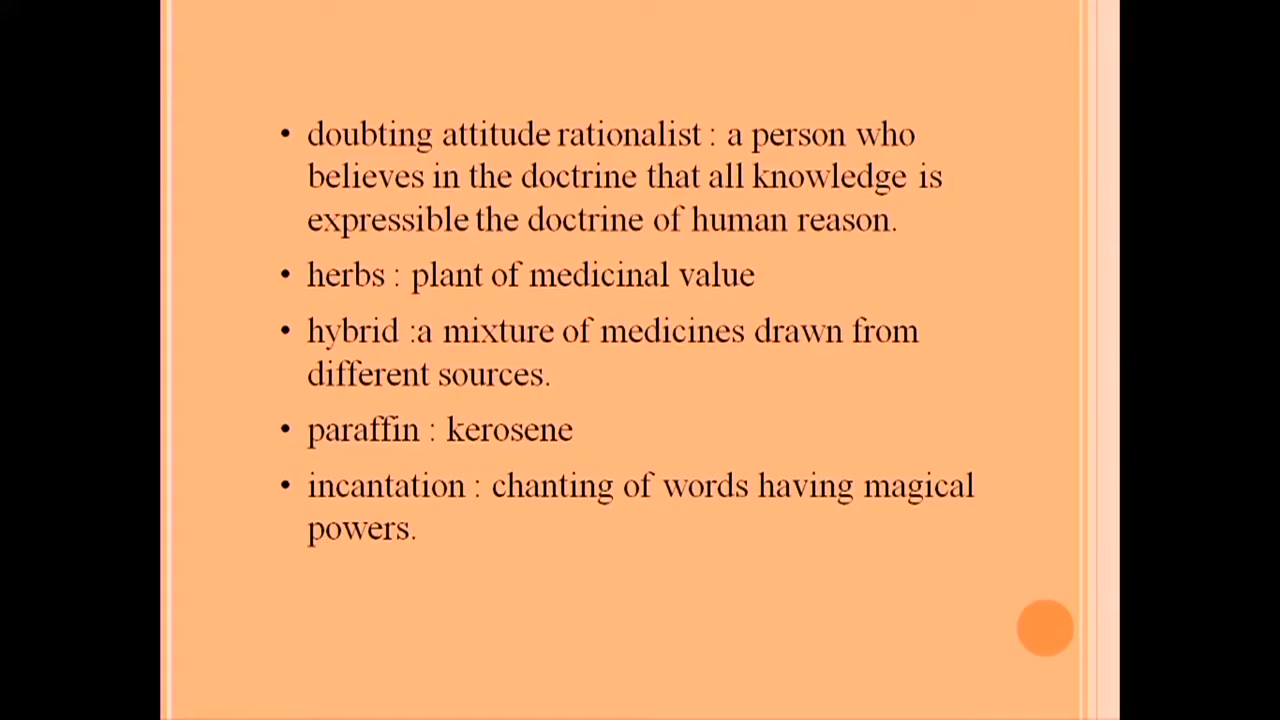 • doubting attitude rationalist : a person who
believes in the doctrine that all knowledge is
expressible the doctrine of human reason.
• herbs : plant of medicinal value
• hybrid :a mixture of medicines drawn from
different sources.
• paraffin : kerosene
• incantation : chanting of words having magical
powers.